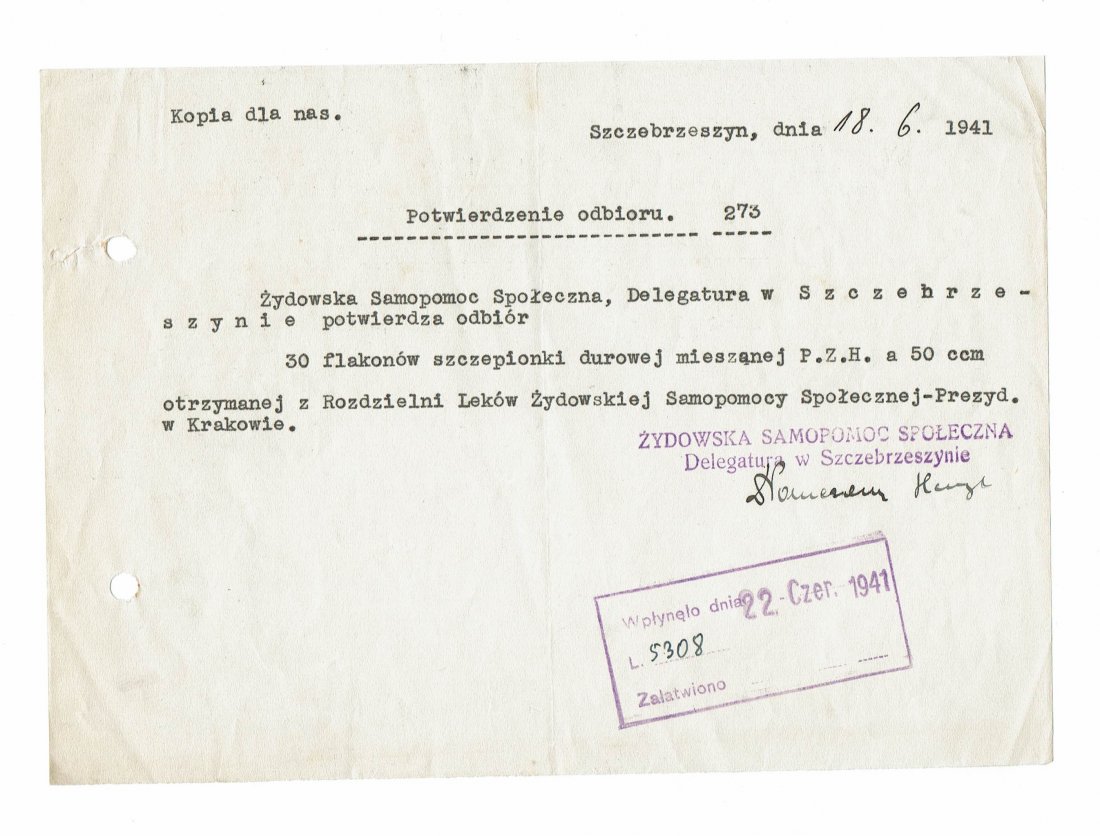 Kopia dla nas.
Szczebrzeszyn, dnia 18. 6. 1941
Potwierdzenie odbioru. 273
Żydowska Samopomoc Społeczna, Delegatura w S z c z e b r z e -
s z y n i e potwierdza odbiór
30 flakonów szczepionki durowej mieszanej P.Z.H. a 50 ccm
otrzymanej z Rozdzielni Leków Żydowskiej Samopomocy Społecznej-Prezyd.
w Krakowie.
ŻYDOWSKA SAMOPOMOC SPOŁECZNA
Delegatura w Szczebrzeszynie
Wpłynęło dnia 22. Czer. 1941
L. 5308
Załatwiono